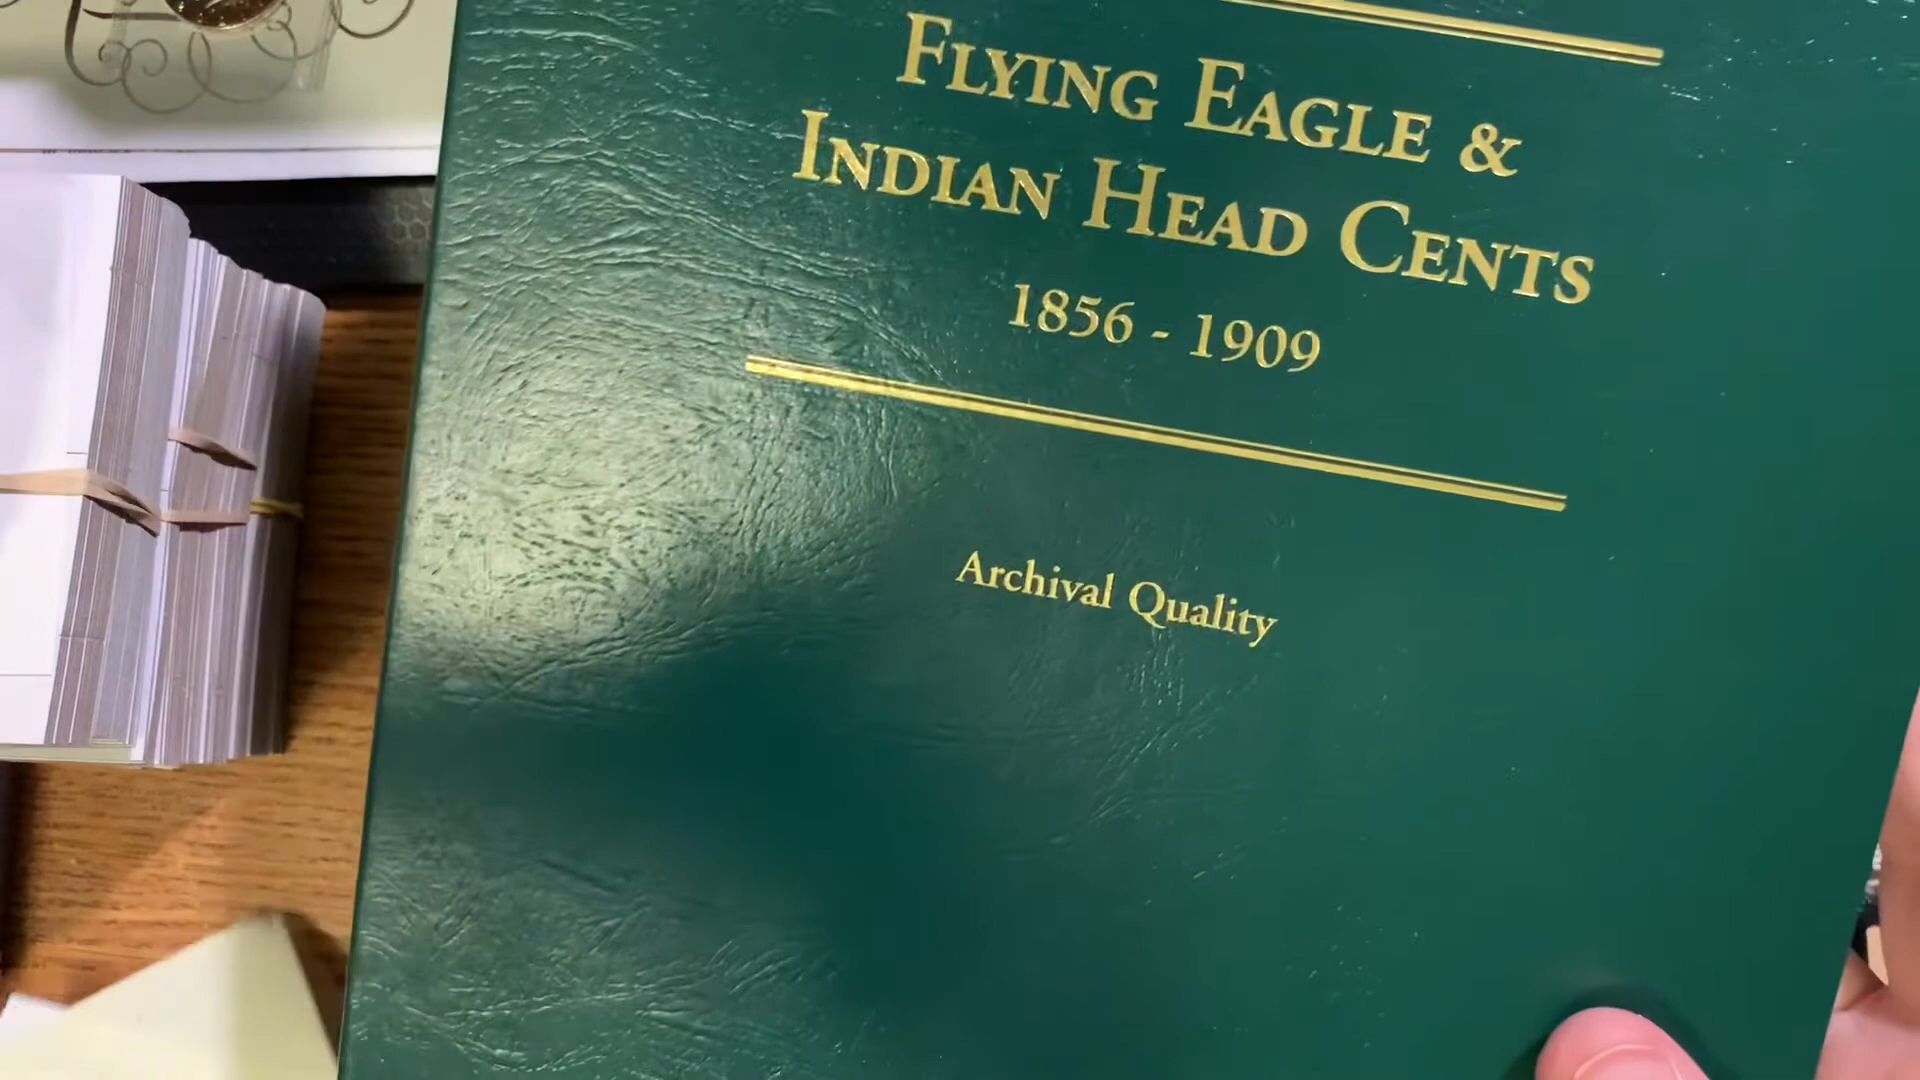 Flying Eagle &
Indian Head Cents
1856 - 1909
Archival Quality